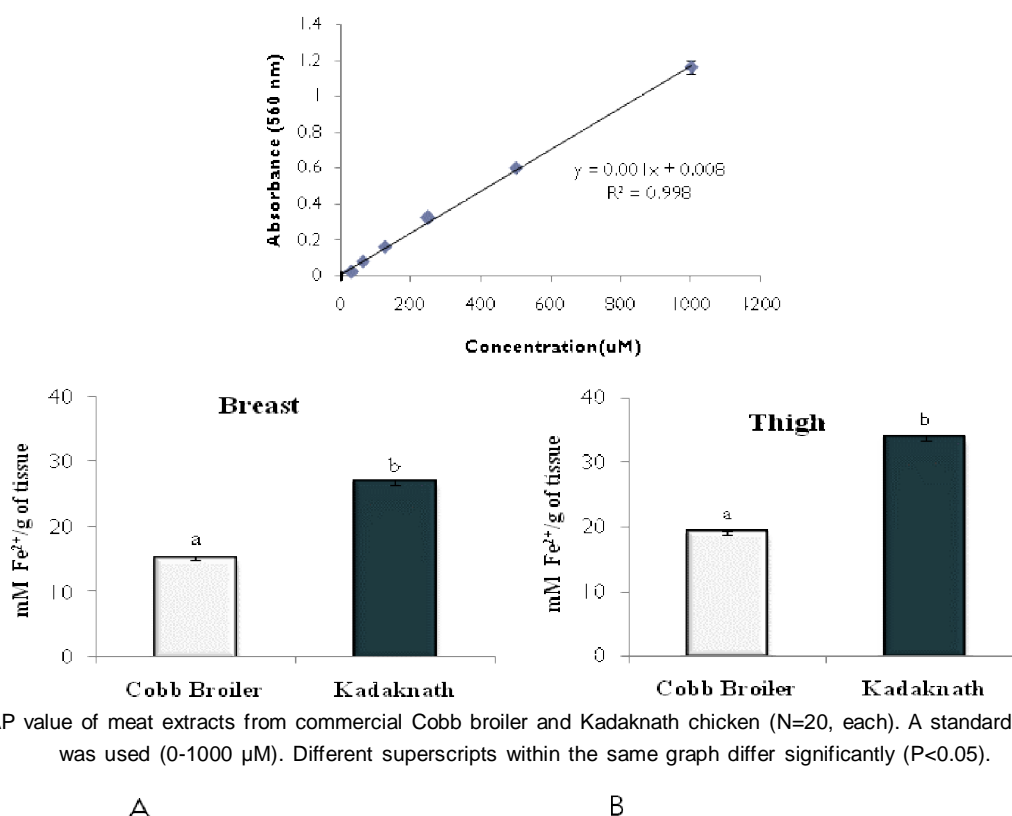 1.4
1.2
1
0.8
0.6
0.4
0.2
0
Absorbance (560 nm)
y = 0.001x + 0.008
R² = 0.998
0 200 400 600 800 1000 1200
Concentration(uM)
Breast
40
30
20
10
0
mM Fe²⁺/g of tissue
a
b
Cobb Broiler Kadaknath
Thigh
40
30
20
10
0
mM Fe²⁺/g of tissue
a
b
Cobb Broiler Kadaknath
AP value of meat extracts from commercial Cobb broiler and Kadaknath chicken (N=20, each). A standard
was used (0-1000 µM). Different superscripts within the same graph differ significantly (P<0.05).
A B